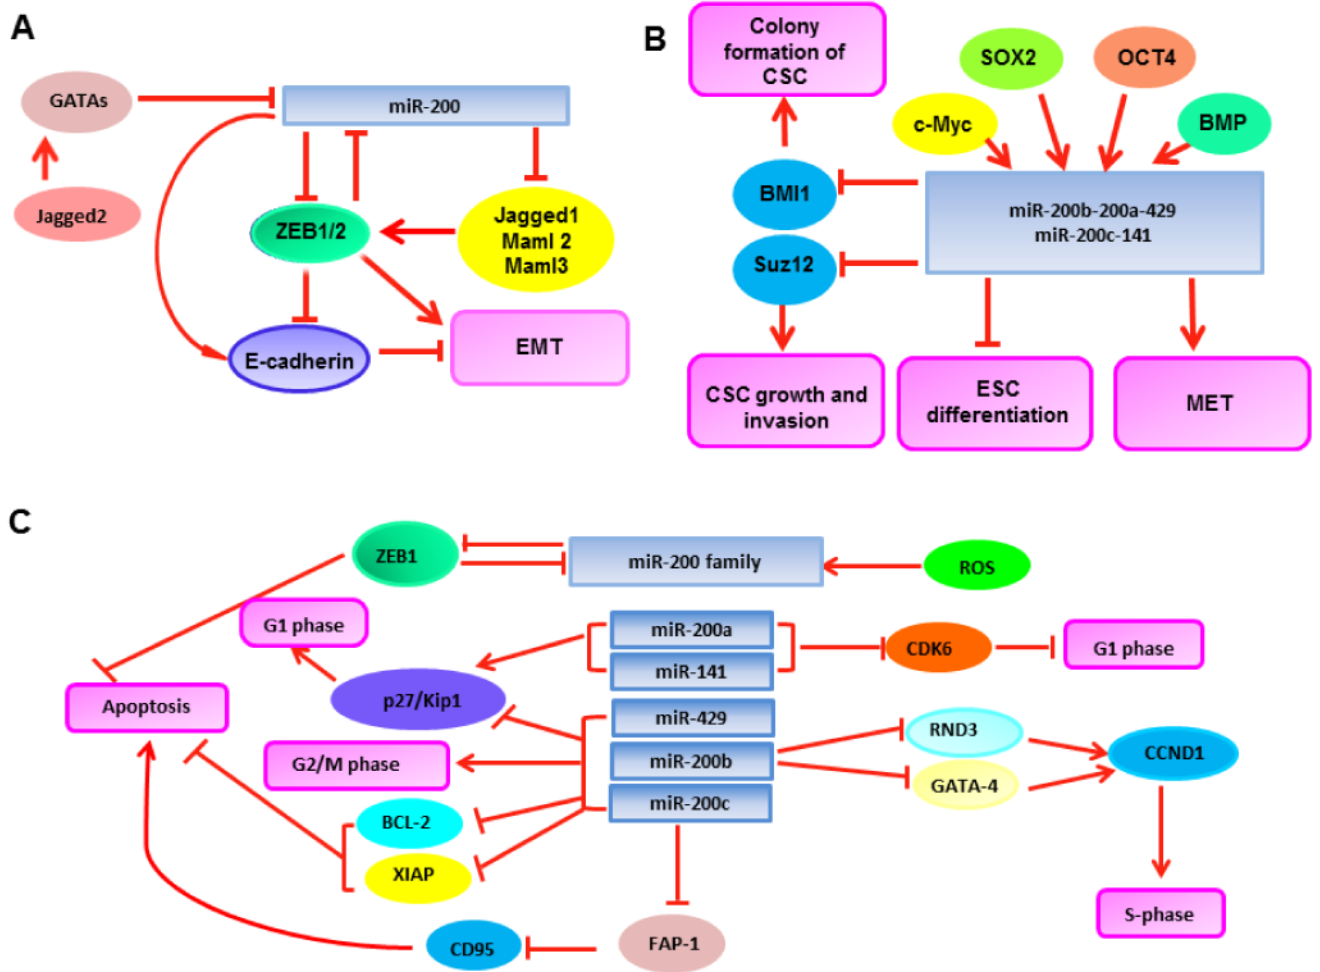 A
GATAs
miR-200
Jagged2
ZEB1/2
Jagged1
Maml 2
Maml3
E-cadherin
EMT
B
Colony
formation of
CSC
SOX2
OCT4
c-Myc
BMP
BMI1
miR-200b-200a-429
miR-200c-141
Suz12
CSC growth and
invasion
ESC
differentiation
MET
C
ZEB1
miR-200 family
ROS
G1 phase
miR-200a
miR-141
CDK6
G1 phase
Apoptosis
p27/Kip1
miR-429
RND3
G2/M phase
miR-200b
CCND1
GATA-4
miR-200c
BCL-2
XIAP
S-phase
CD95
FAP-1